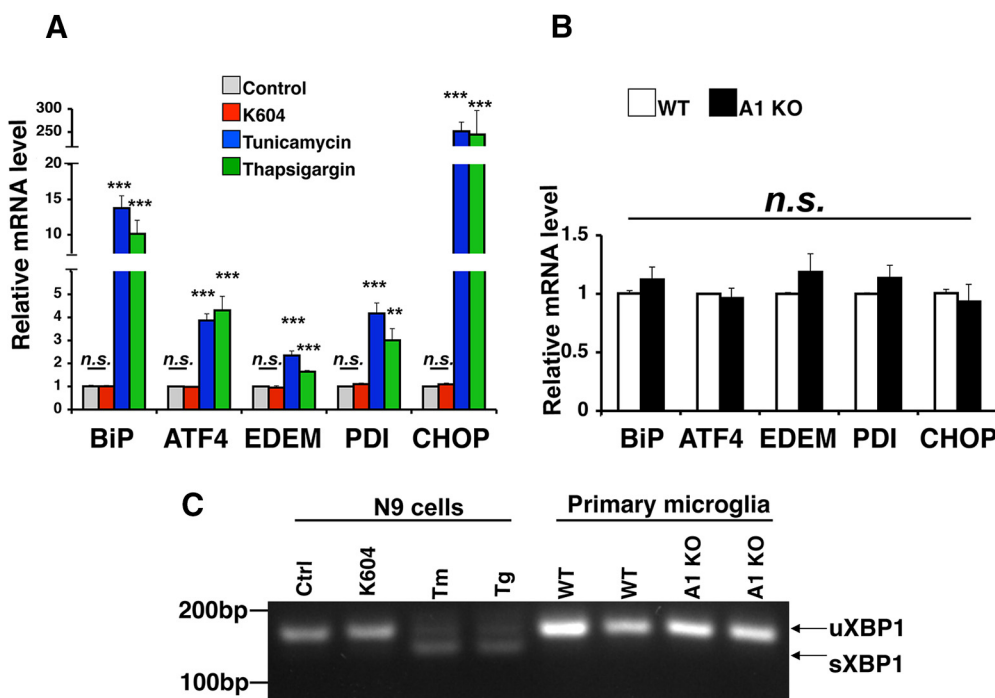 A
Control
K604
Tunicamycin
Thapsigargin
Relative mRNA level
300
250
20
15
10
5
4
3
2
1
0
*** *** *** *** *** *** *** ** *** ***
n.s. n.s. n.s. n.s. n.s.
BiP ATF4 EDEM PDI CHOP
B
WT A1 KO
n.s.
Relative mRNA level
1.5
1
0.5
0
BiP ATF4 EDEM PDI CHOP
C
N9 cells Primary microglia
Ctrl K604 Tm Tg WT WT A1 KO A1 KO
200bp
100bp
uXBP1
sXBP1